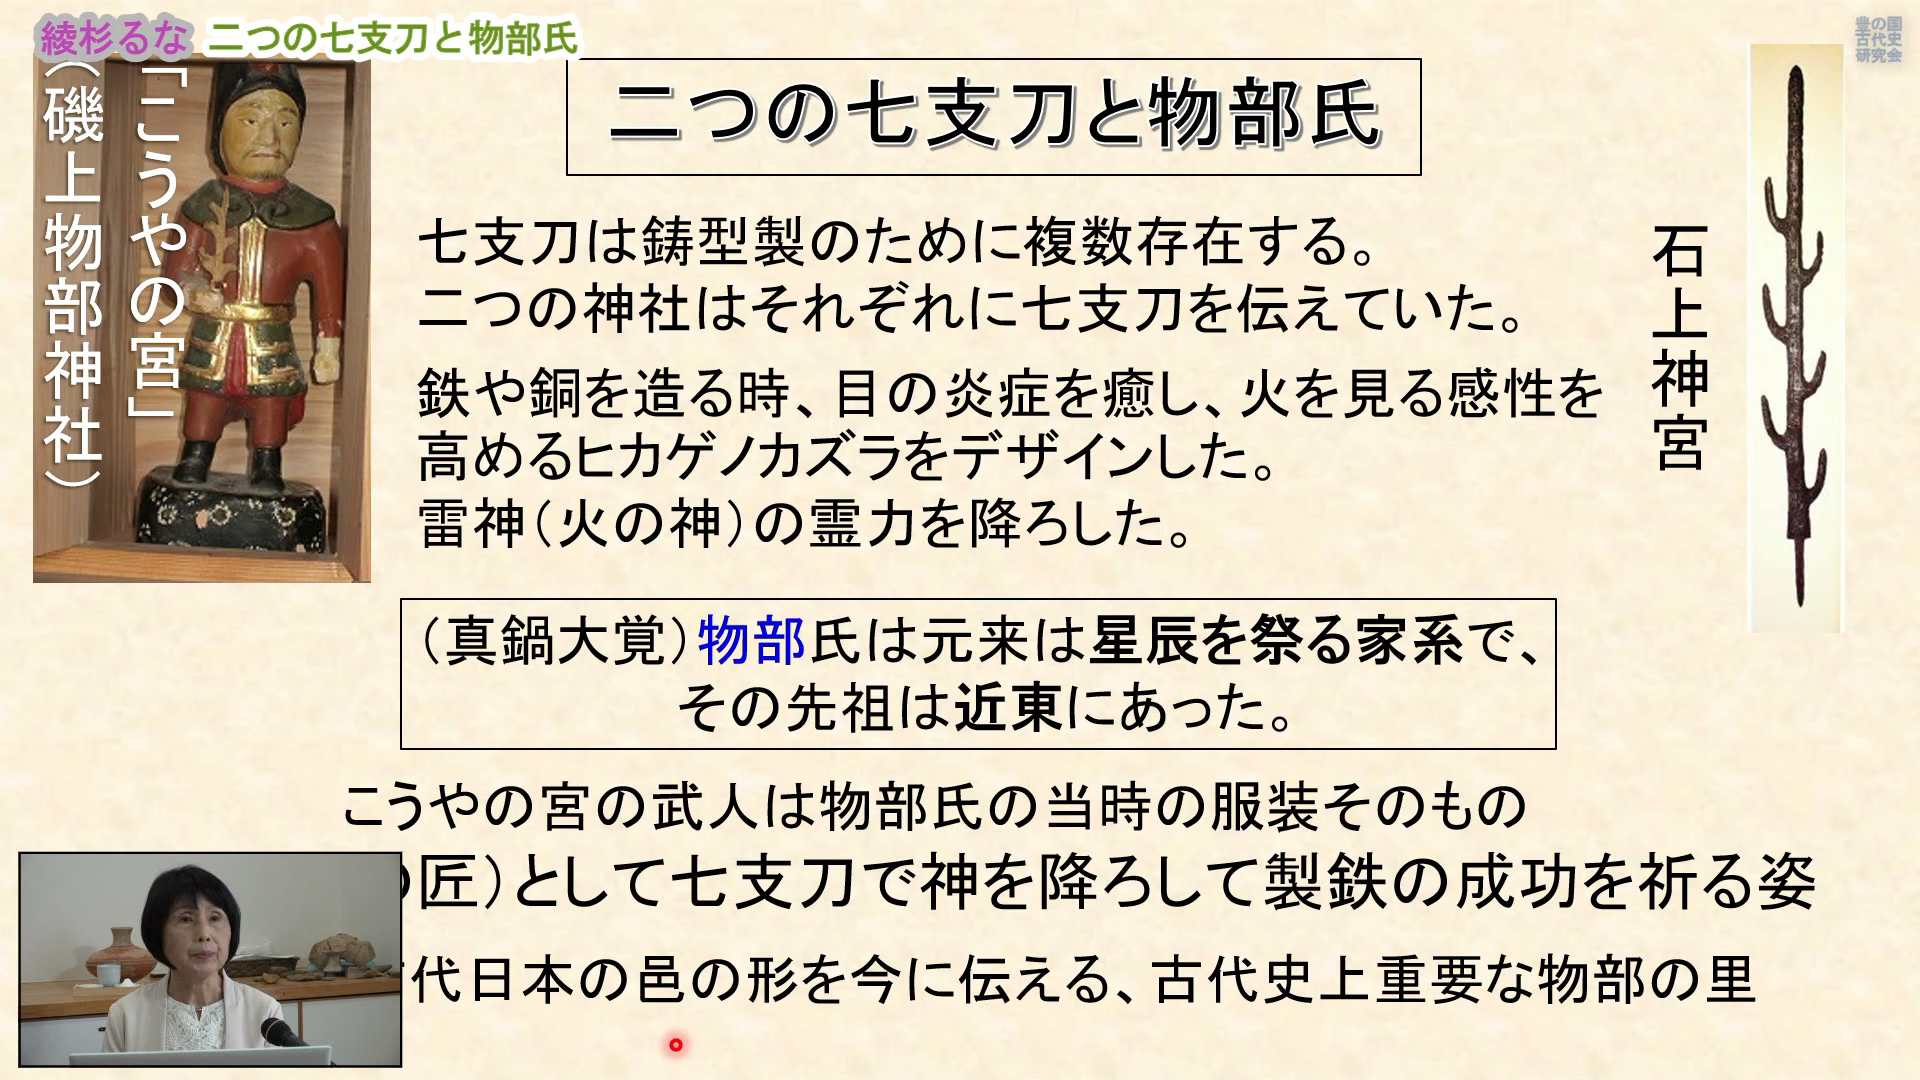 綾杉るな 二つの七支刀と物部氏
豊の国
古代史
研究会
「こうやの宮」
（磯上物部神社）
二つの七支刀と物部氏
石上神宮
七支刀は鋳型製のために複数存在する。
二つの神社はそれぞれに七支刀を伝えていた。
鉄や銅を造る時、目の炎症を癒し、火を見る感性を
高めるヒカゲノカズラをデザインした。
雷神（火の神）の霊力を降ろした。
（真鍋大覚）物部氏は元来は星辰を祭る家系で、
その先祖は近東にあった。
こうやの宮の武人は物部氏の当時の服装そのもの
匠）として七支刀で神を降ろして製鉄の成功を祈る姿
代日本の邑の形を今に伝える、古代史上重要な物部の里